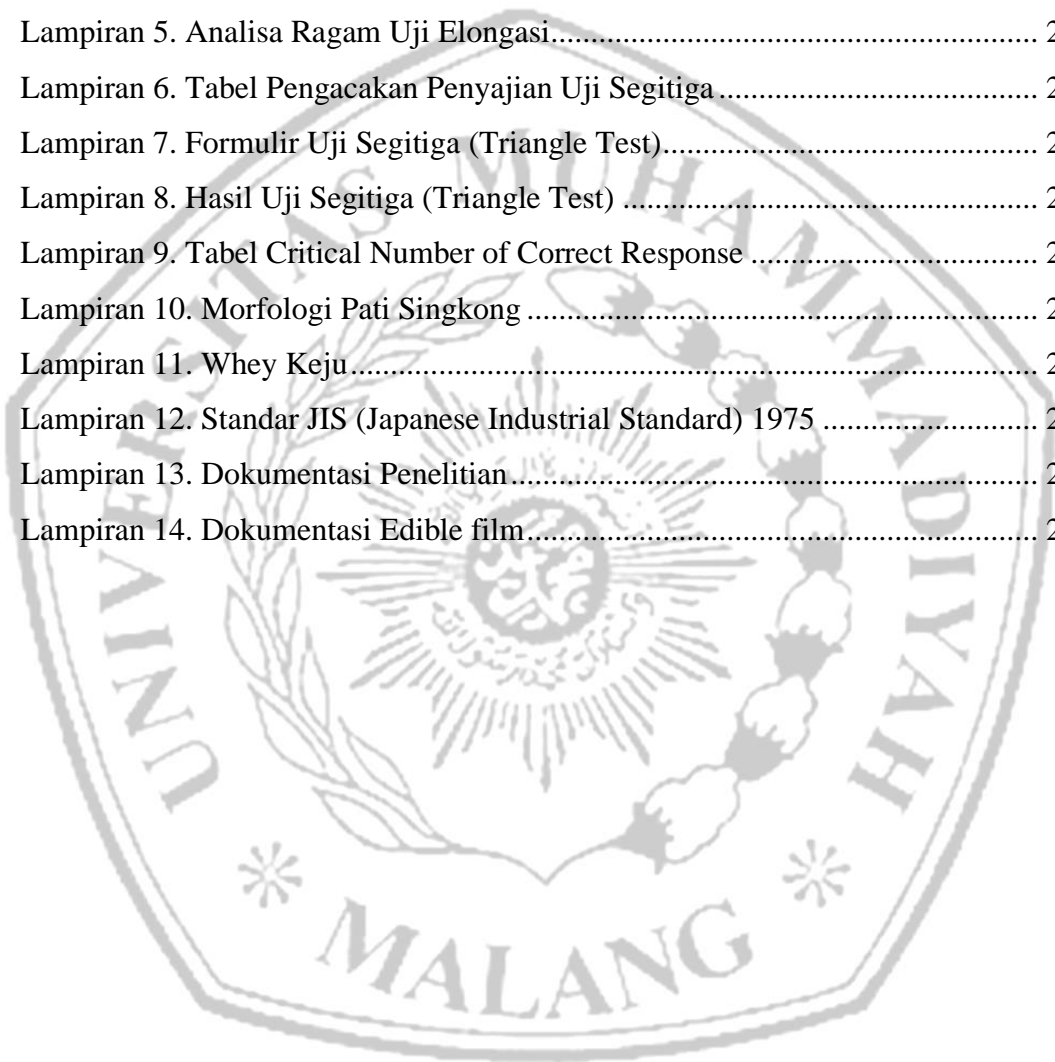 Lampiran 5. Analisa Ragam Uji Elongasi........................................................... 2
Lampiran 6. Tabel Pengacakan Penyajian Uji Segitiga....................................... 2
Lampiran 7. Formulir Uji Segitiga (Triangle Test).............................................. 2
Lampiran 8. Hasil Uji Segitiga (Triangle Test) ................................................... 2
Lampiran 9. Tabel Critical Number of Correct Response ................................... 2
Lampiran 10. Morfologi Pati Singkong ............................................................... 2
Lampiran 11. Whey Keju..................................................................................... 2
Lampiran 12. Standar JIS (Japanese Industrial Standard) 1975 .......................... 2
Lampiran 13. Dokumentasi Penelitian................................................................. 2
Lampiran 14. Dokumentasi Edible film............................................................... 2
UNIVERSITAS MUHAMMADIYAH
MALANG